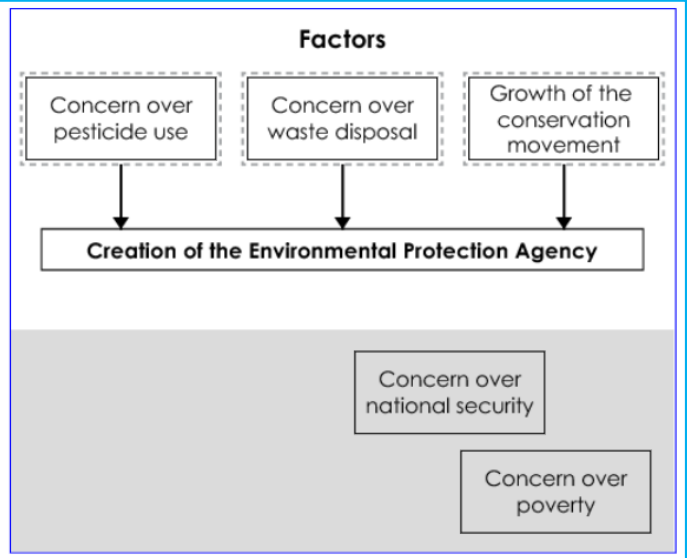 Factors
Concern over
pesticide use
Concern over
waste disposal
Growth of the
conservation
movement
Creation of the Environmental Protection Agency
Concern over
national security
Concern over
poverty